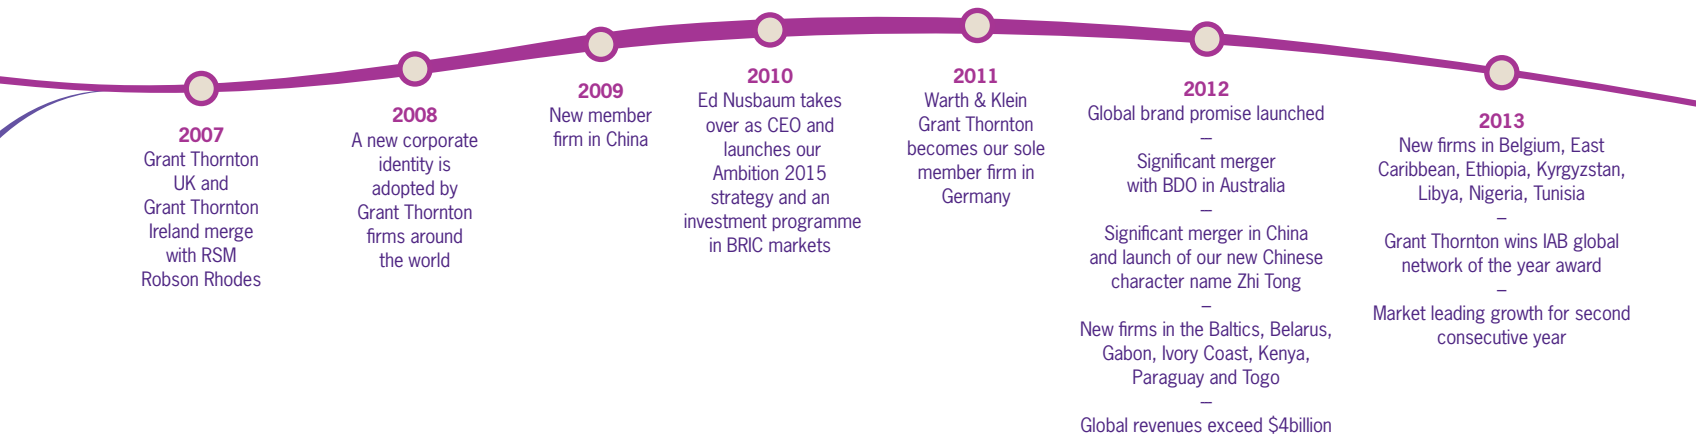 2007
Grant Thornton
UK and
Grant Thornton
Ireland merge
with RSM
Robson Rhodes
2008
A new corporate
identity is
adopted by
Grant Thornton
firms around
the world
2009
New member
firm in China
2010
Ed Nusbaum takes
over as CEO and
launches our
Ambition 2015
strategy and an
investment programme
in BRIC markets
2011
Warth & Klein
Grant Thornton
becomes our sole
member firm in
Germany
2012
Global brand promise launched
–
Significant merger
with BDO in Australia
–
Significant merger in China
and launch of our new Chinese
character name Zhi Tong
–
New firms in the Baltics, Belarus,
Gabon, Ivory Coast, Kenya,
Paraguay and Togo
–
Global revenues exceed $4billion
2013
New firms in Belgium, East
Caribbean, Ethiopia, Kyrgyzstan,
Libya, Nigeria, Tunisia
–
Grant Thornton wins IAB global
network of the year award
–
Market leading growth for second
consecutive year